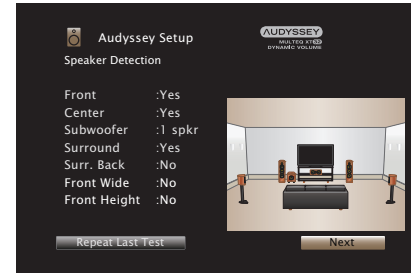 Audyssey Setup
AUDYSSEY
MULTEQ XT32
DYNAMIC VOLUME
Speaker Detection
Front :Yes
Center :Yes
Subwoofer :1 spkr
Surround :Yes
Surr. Back :No
Front Wide :No
Front Height :No
Repeat Last Test
Next